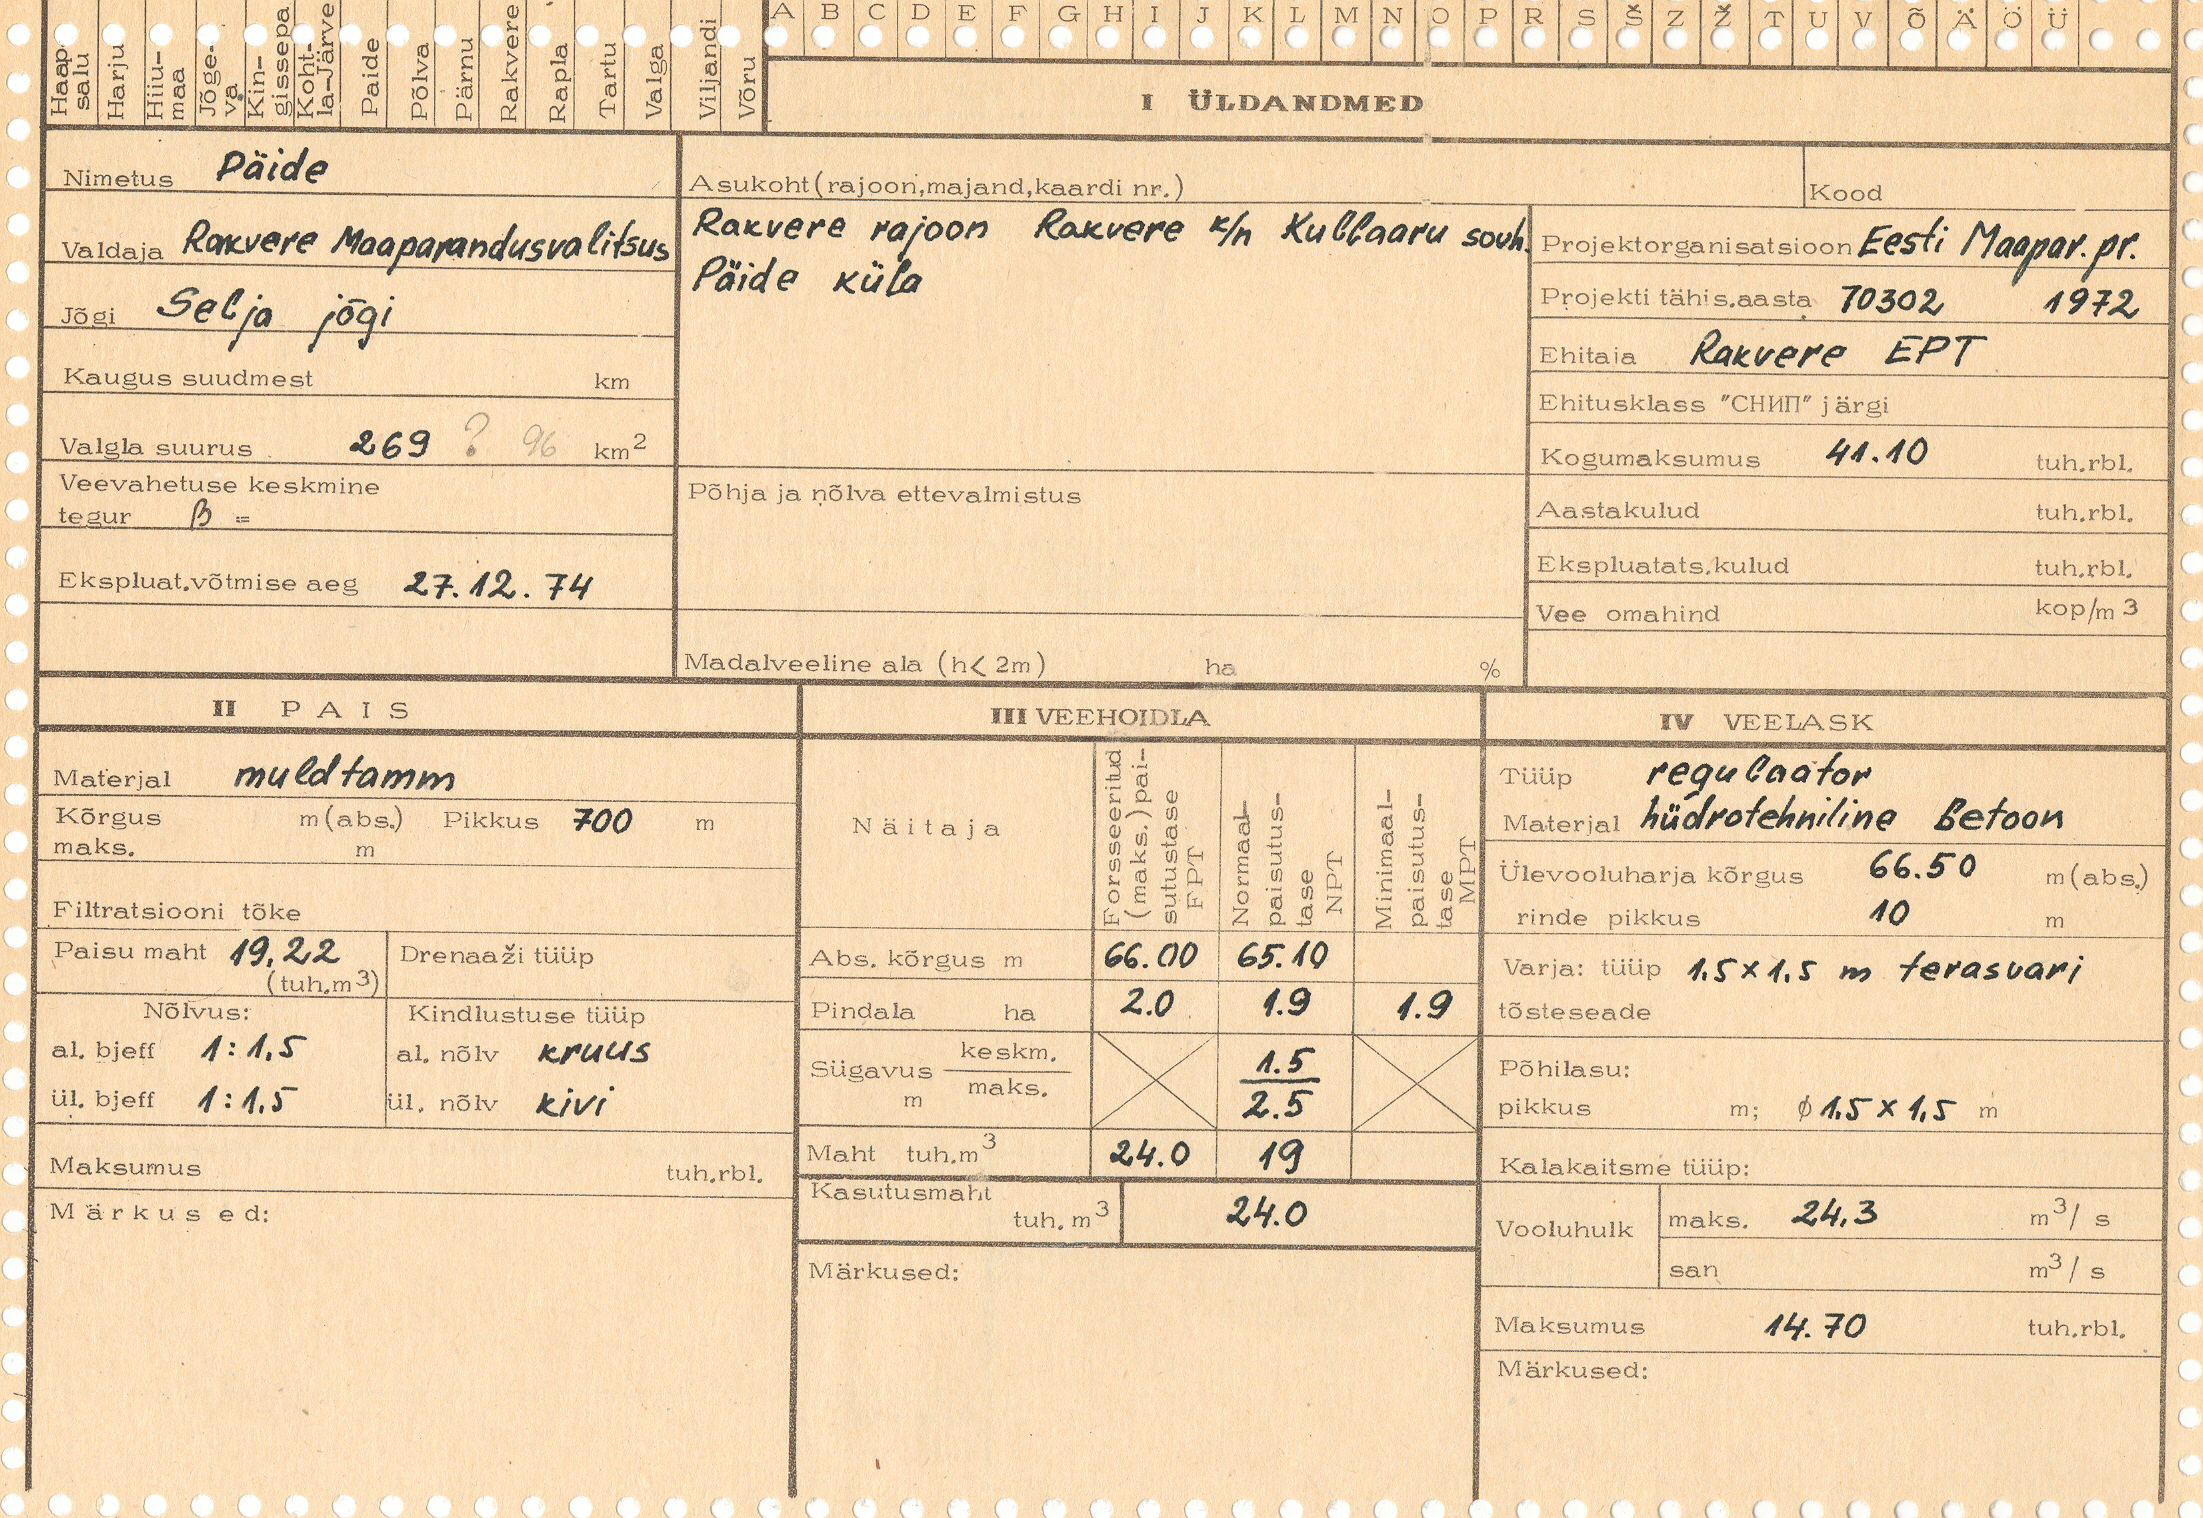 Haap-
salu
Harju
Hiiu-
maa
Jõge-
va
Kin-
gissepa
Koht-
la-Järve
Paide
Põlva
Pärnu
Rakvere
Rapla
Tartu
Valga
Viljandi
Võru
A B C D E F G H I J K L M N O P R S Š Z Ž T U V Õ Ä Ö Ü
I ÜLDANDMED
Nimetus Päide
Valdaja Rakvere Maaparandusvalitsus
Jõgi Selja jõgi
Kaugus suudmest km
Valgla suurus 269 ? 96 km2
Veevahetuse keskmine
tegur β =
Ekspluat.võtmise aeg 27.12.74
Asukoht(rajoon,majand,kaardi nr.)
Rakvere rajoon Rakvere k/n Kullaaru sovh.
Päide küla
Põhja ja nõlva ettevalmistus
Madalveeline ala (h< 2m) ha %
Kood
Projektorganisatsioon Eesti Maapar.pr.
Projekti tähis.aasta 70302 1972
Ehitaja Rakvere EPT
Ehitusklass "СНИП" järgi
Kogumaksumus 41.10 tuh.rbl.
Aastakulud tuh.rbl.
Ekspluatats.kulud tuh.rbl.
Vee omahind kop/m3
II PAIS
Materjal muldtamm
Kõrgus m(abs.) Pikkus 700 m
maks. m
Filtratsiooni tõke
Paisu maht 19,22 Drenaaži tüüp
(tuh.m3)
Nõlvus: Kindlustuse tüüp
al. bjeff 1:1,5 al. nõlv kruus
ül. bjeff 1:1,5 ül. nõlv kivi
Maksumus tuh.rbl.
Märkused:
III VEEHOIDLA
Näitaja
Forsseeritud
(maks.)pai-
sutustase
FPT
Normaal-
paisutus-
tase
NPT
Minimaal-
paisutus-
tase
MPT
Abs. kõrgus m 66.00 65.10
Pindala ha 2.0 1.9 1.9
Sügavus keskm. 1.5
m maks. 2.5
Maht tuh.m3 24.0 19
Kasutusmaht
tuh. m3 24.0
Märkused:
IV VEELASK
Tüüp regulaator
Materjal hüdrotehniline betoon
Ülevooluharja kõrgus 66.50 m(abs.)
rinde pikkus 10 m
Varja: tüüp 1.5×1,5 m terasvari
tõsteseade
Põhilasu:
pikkus m; ϕ 1,5 × 1,5 m
Kalakaitsme tüüp:
Vooluhulk maks. 24,3 m3/ s
san m3/ s
Maksumus 14.70 tuh.rbl.
Märkused: